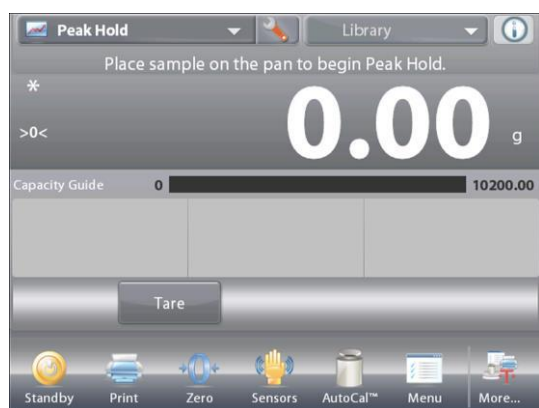 Peak Hold
Library
Place sample on the pan to begin Peak Hold.
*
>0<
0.00 g
Capacity Guide 0 10200.00
Tare
Standby Print Zero Sensors AutoCal™ Menu More...